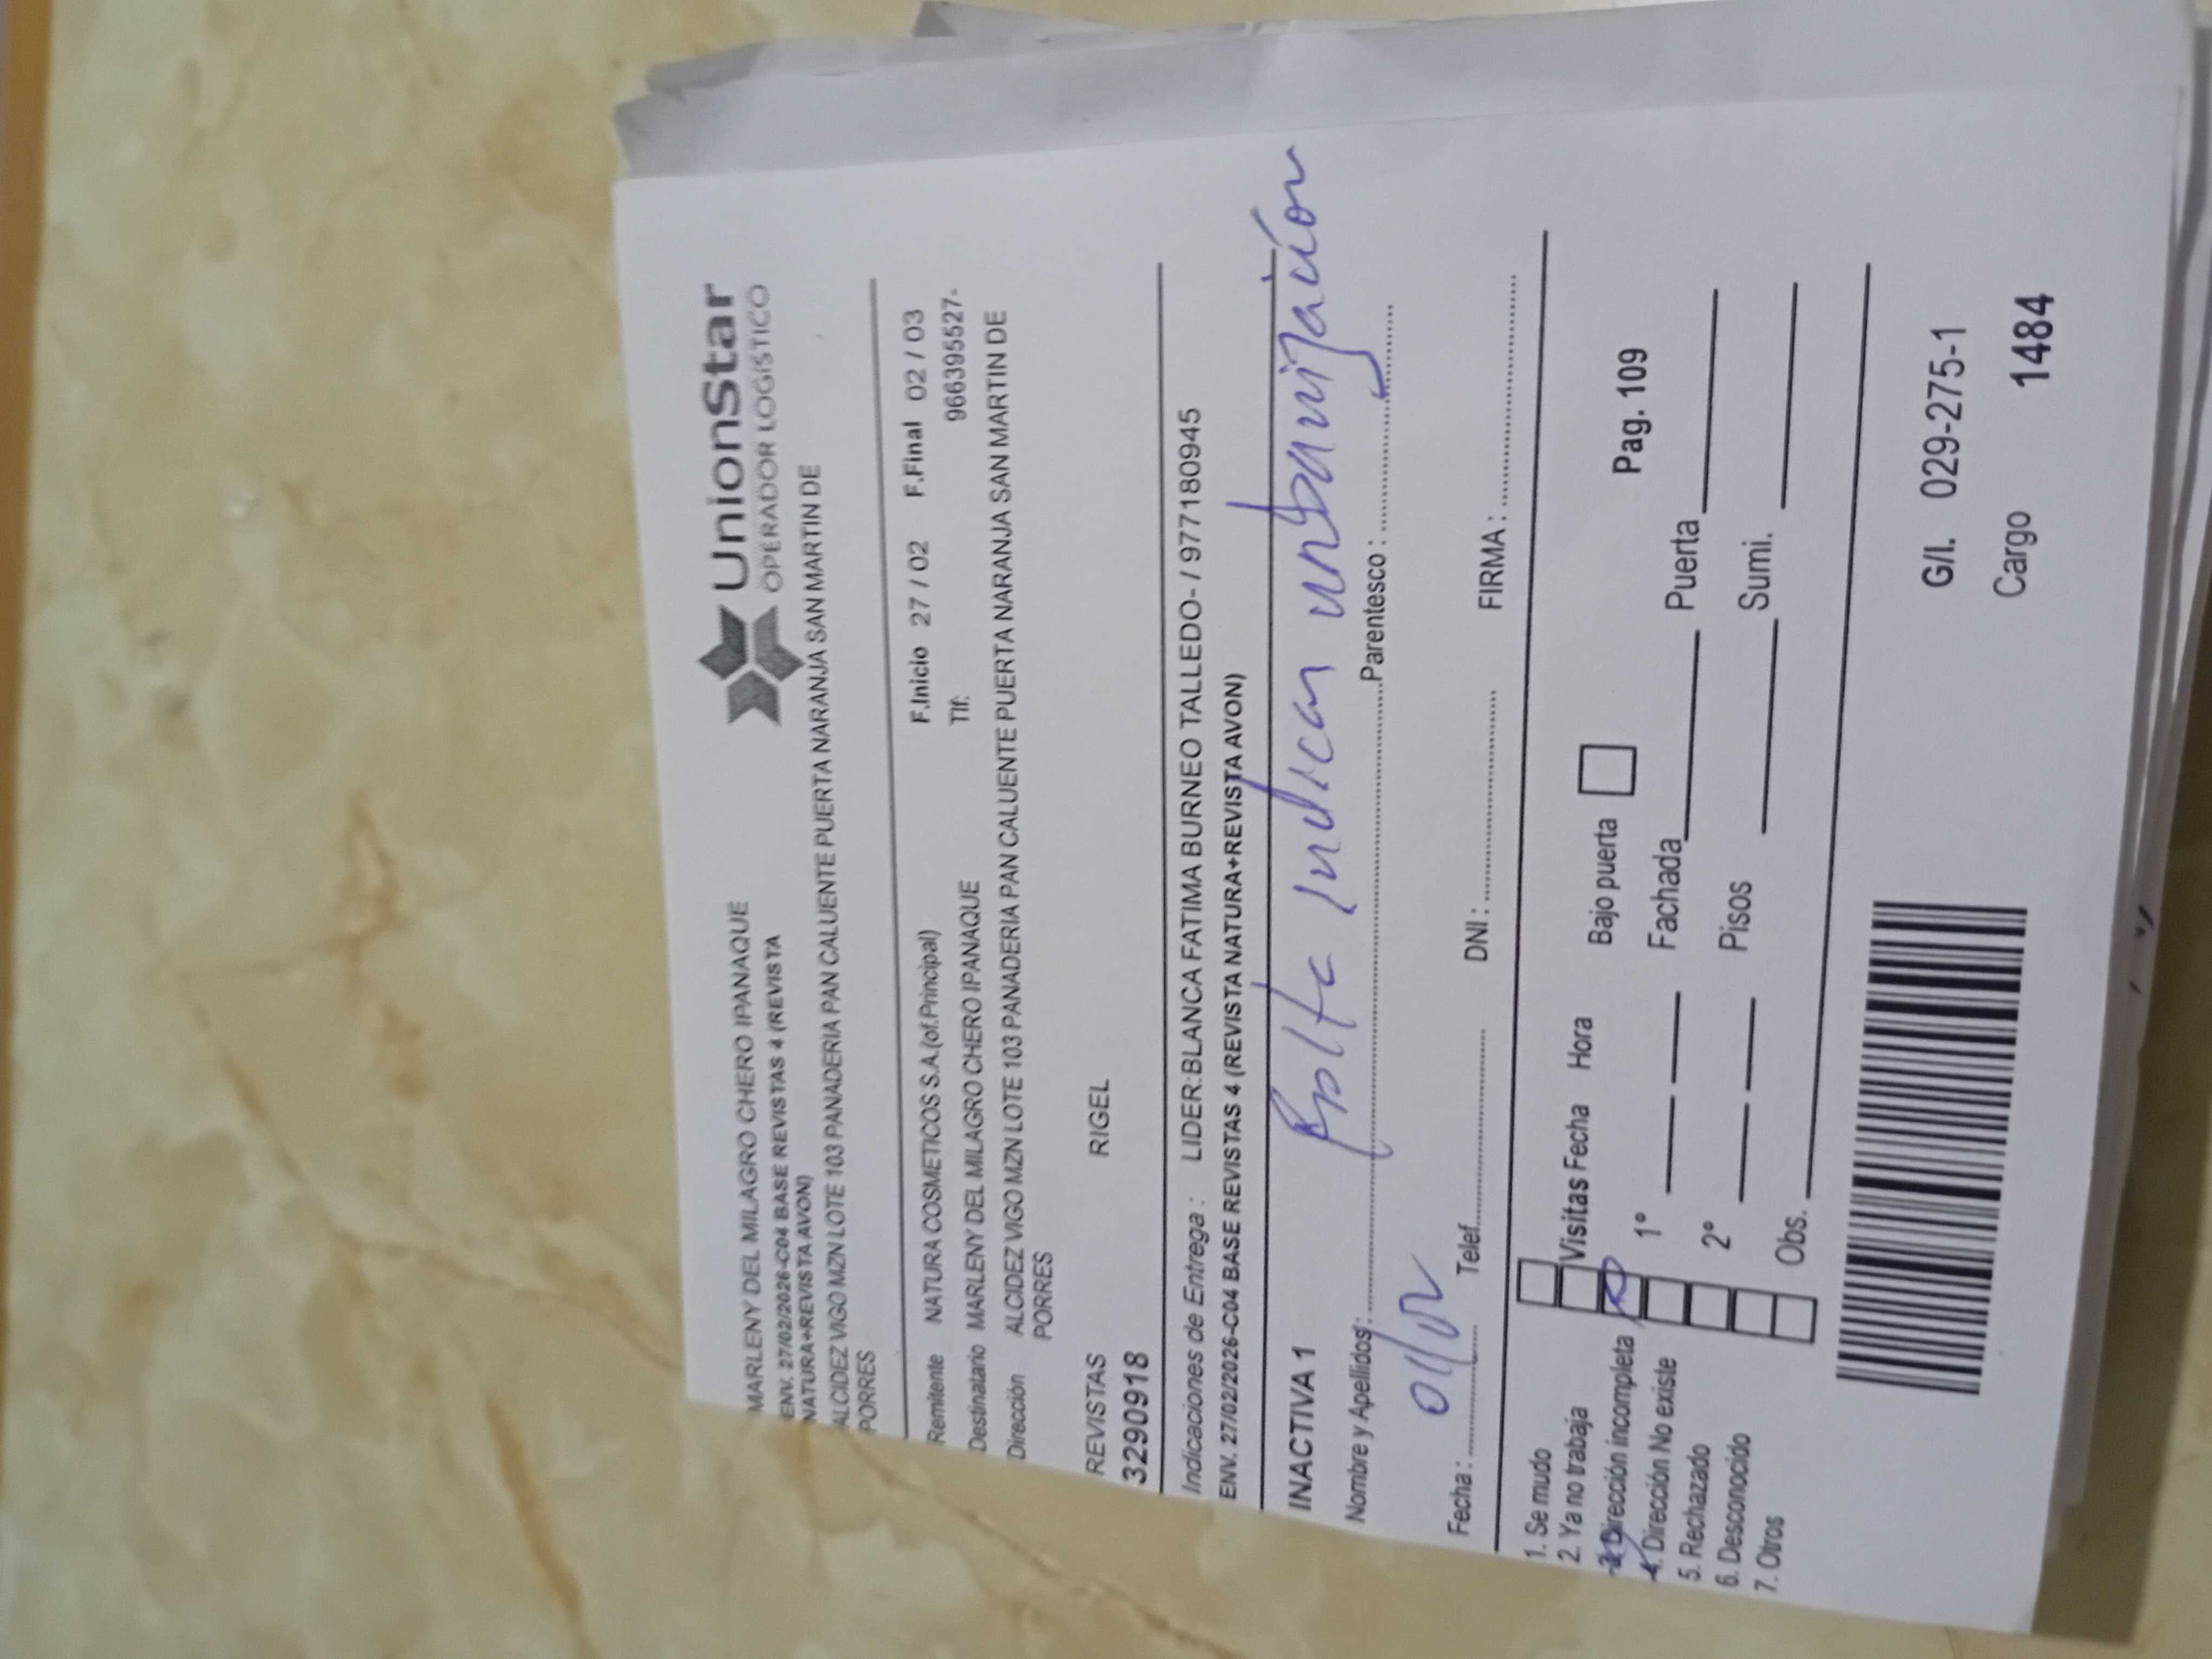 UnionStar
OPERADOR LOGISTICO
MARLENY DEL MILAGRO CHERO IPANAQUE
ENV. 27/02/2026-C04 BASE REVISTAS 4 (REVISTA
NATURA+REVISTA AVON)
ALCIDEZ VIGO MZN LOTE 103 PANADERIA PAN CALUENTE PUERTA NARANJA SAN MARTIN DE
PORRES
F.Inicio 27 / 02 F.Final 02 / 03
Remitente NATURA COSMETICOS S.A.(of.Principal) Tlf. 966395527-
Destinatario MARLENY DEL MILAGRO CHERO IPANAQUE
Dirección ALCIDEZ VIGO MZN LOTE 103 PANADERIA PAN CALUENTE PUERTA NARANJA SAN MARTIN DE
PORRES
REVISTAS RIGEL
3290918
Indicaciones de Entrega : LIDER:BLANCA FATIMA BURNEO TALLEDO- / 977180945
ENV. 27/02/2026-C04 BASE REVISTAS 4 (REVISTA NATURA+REVISTA AVON)
INACTIVA 1
Indicar
Nombre y Apellidos: Parentesco :
Fecha : Telef. DNI : FIRMA :
1. Se mudo
2. Ya no trabaja Visitas Fecha Hora Bajo puerta Pag. 109
3. Dirección incompleta
4. Dirección No existe 1° Fachada Puerta
5. Rechazado
6. Desconocido 2° Pisos Sumi.
7. Otros Obs.
G/I. 029-275-1
Cargo 1484